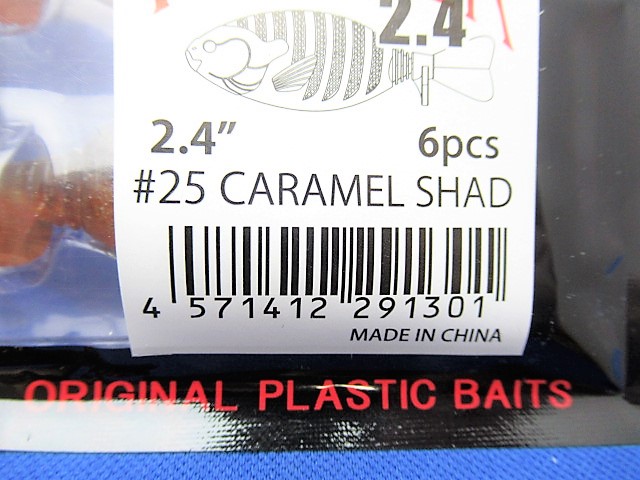 2.4
2.4” 6pcs
#25 CARAMEL SHAD
4 571412 291301
MADE IN CHINA
ORIGINAL PLASTIC BAITS